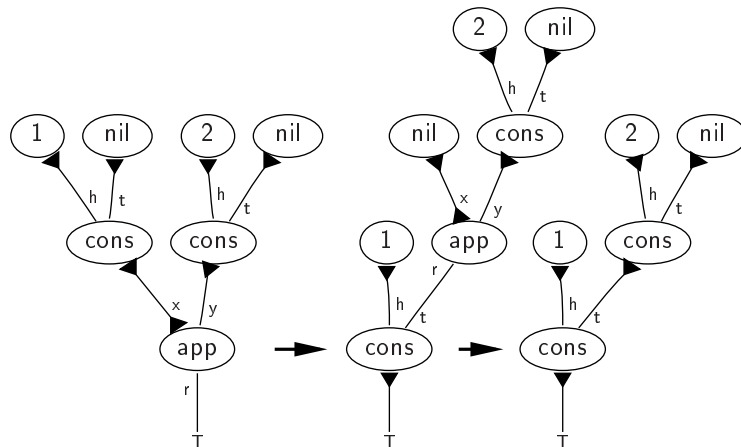 2 nil
h t
1 nil 2 nil nil cons 2 nil
h t h t x y h t
cons cons 1 app 1 cons
x y r h t h t
app cons cons
r
T T T